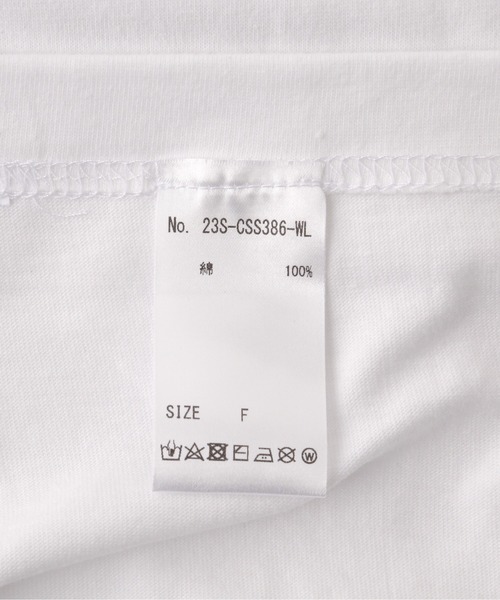 No. 23S-CSS386-WL
綿 100%
SIZE F
W